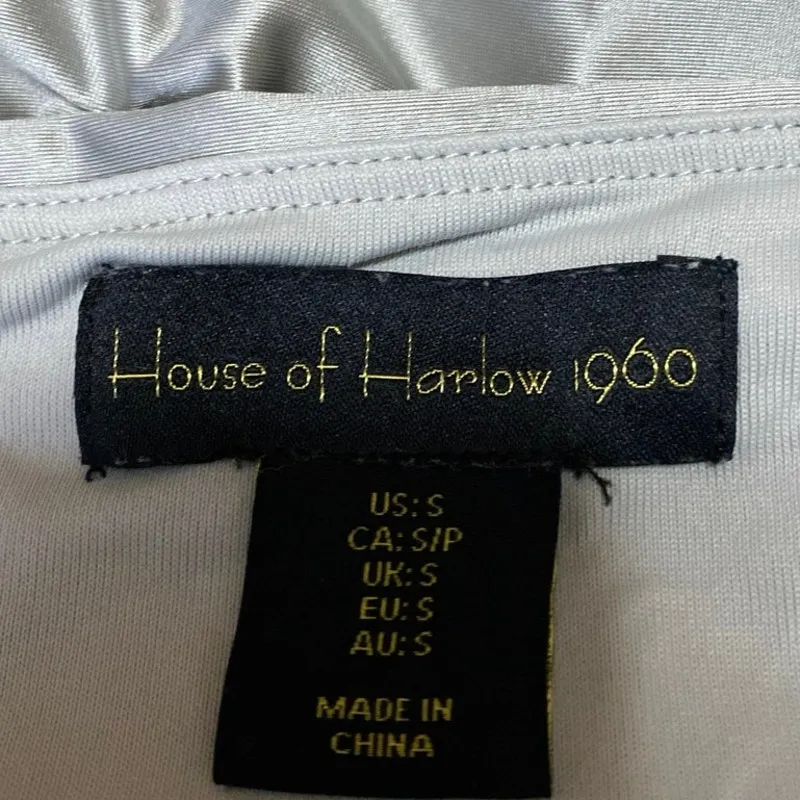 House of Harlow 1960
US: S
CA: S/P
UK: S
EU: S
AU: S
MADE IN
CHINA